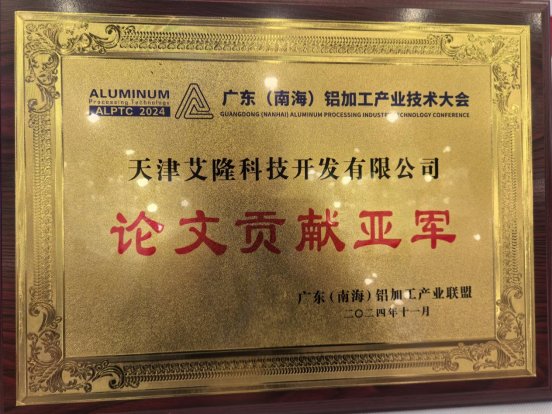 ALUMINUM
Processing Technology
ALPTC 2024
广东（南海）铝加工产业技术大会
GUANGDONG (NANHAI) ALUMINUM PROCESSING INDUSTRY TECHNOLOGY CONFERENCE
天津艾隆科技开发有限公司
论文贡献亚军
广东（南海）铝加工产业联盟
二〇二四年十一月